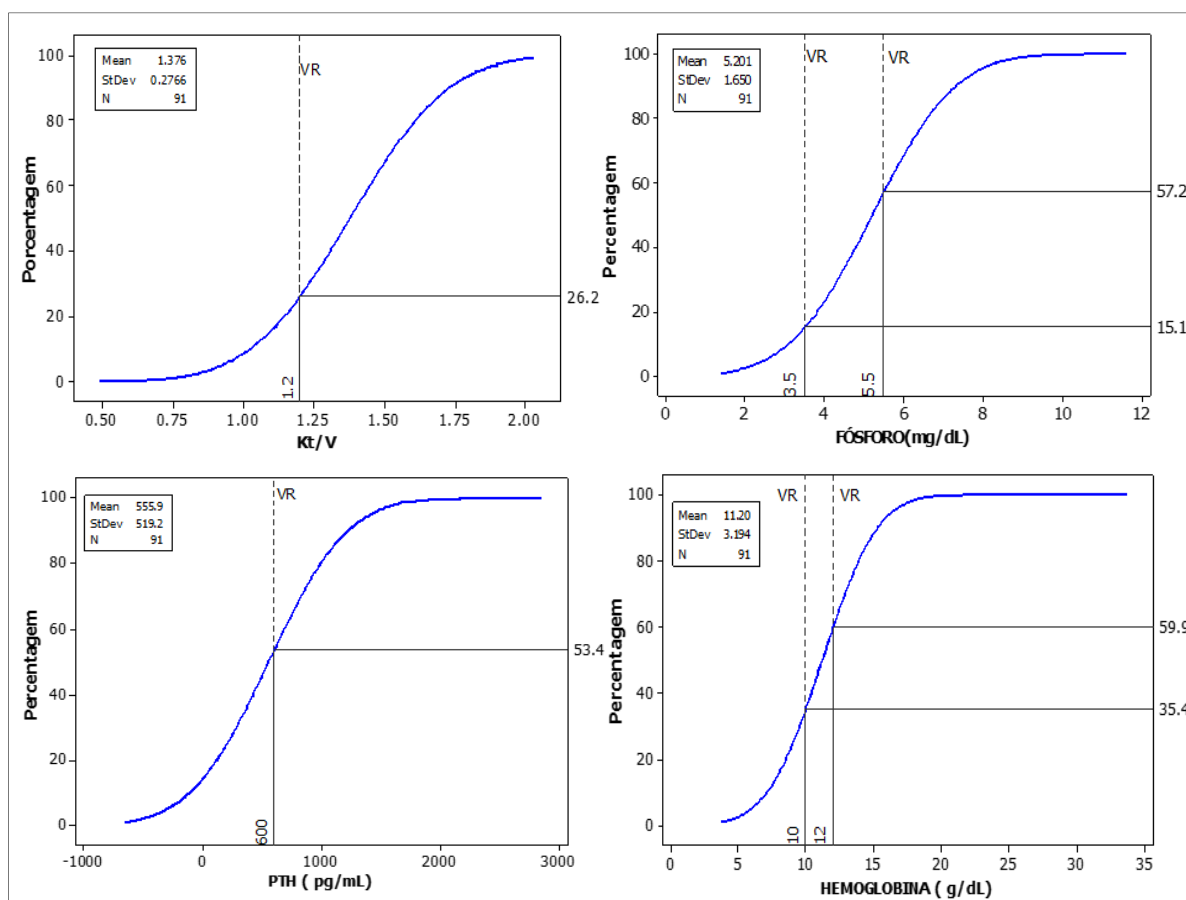 Mean 1.376
StDev 0.2766
N 91
VR
Porcentagem
100
80
60
40
20
0
26.2
1.2
0.50 0.75 1.00 1.25 1.50 1.75 2.00
Kt/V
Mean 5.201
StDev 1.650
N 91
VR VR
Percentagem
100
80
60
40
20
0
57.2
15.1
3.5 5.5
0 2 4 6 8 10 12
FÓSFORO(mg/dL)
Mean 555.9
StDev 519.2
N 91
VR
Percentagem
100
80
60
40
20
0
53.4
600
-1000 0 1000 2000 3000
PTH ( pg/mL)
Mean 11.20
StDev 3.194
N 91
VR VR
Percentagem
100
80
60
40
20
0
59.9
35.4
10 12
0 5 10 15 20 25 30 35
HEMOGLOBINA ( g/dL)